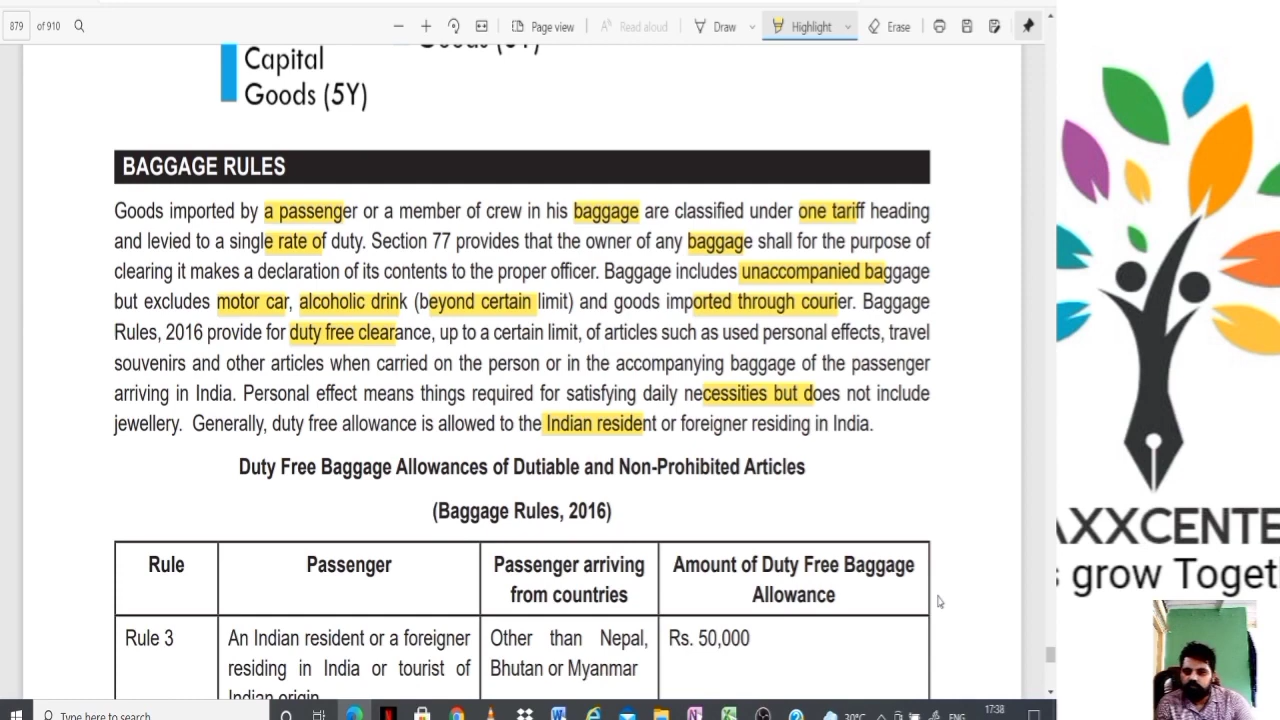 879 of 910
Page view
Read aloud
Draw
Highlight
Erase
Capital
Goods (5Y)
BAGGAGE RULES
Goods imported by a passenger or a member of crew in his baggage are classified under one tariff heading
and levied to a single rate of duty. Section 77 provides that the owner of any baggage shall for the purpose of
clearing it makes a declaration of its contents to the proper officer. Baggage includes unaccompanied baggage
but excludes motor car, alcoholic drink (beyond certain limit) and goods imported through courier. Baggage
Rules, 2016 provide for duty free clearance, up to a certain limit, of articles such as used personal effects, travel
souvenirs and other articles when carried on the person or in the accompanying baggage of the passenger
arriving in India. Personal effect means things required for satisfying daily necessities but does not include
jewellery. Generally, duty free allowance is allowed to the Indian resident or foreigner residing in India.
Duty Free Baggage Allowances of Dutiable and Non-Prohibited Articles
(Baggage Rules, 2016)
Rule
Passenger
Passenger arriving
from countries
Amount of Duty Free Baggage
Allowance
Rule 3
An Indian resident or a foreigner
residing in India or tourist of
Indian origin
Other than Nepal,
Bhutan or Myanmar
Rs. 50,000
AXXCENTE
s grow Togeth
Type here to search
30°C
ENG
17:38